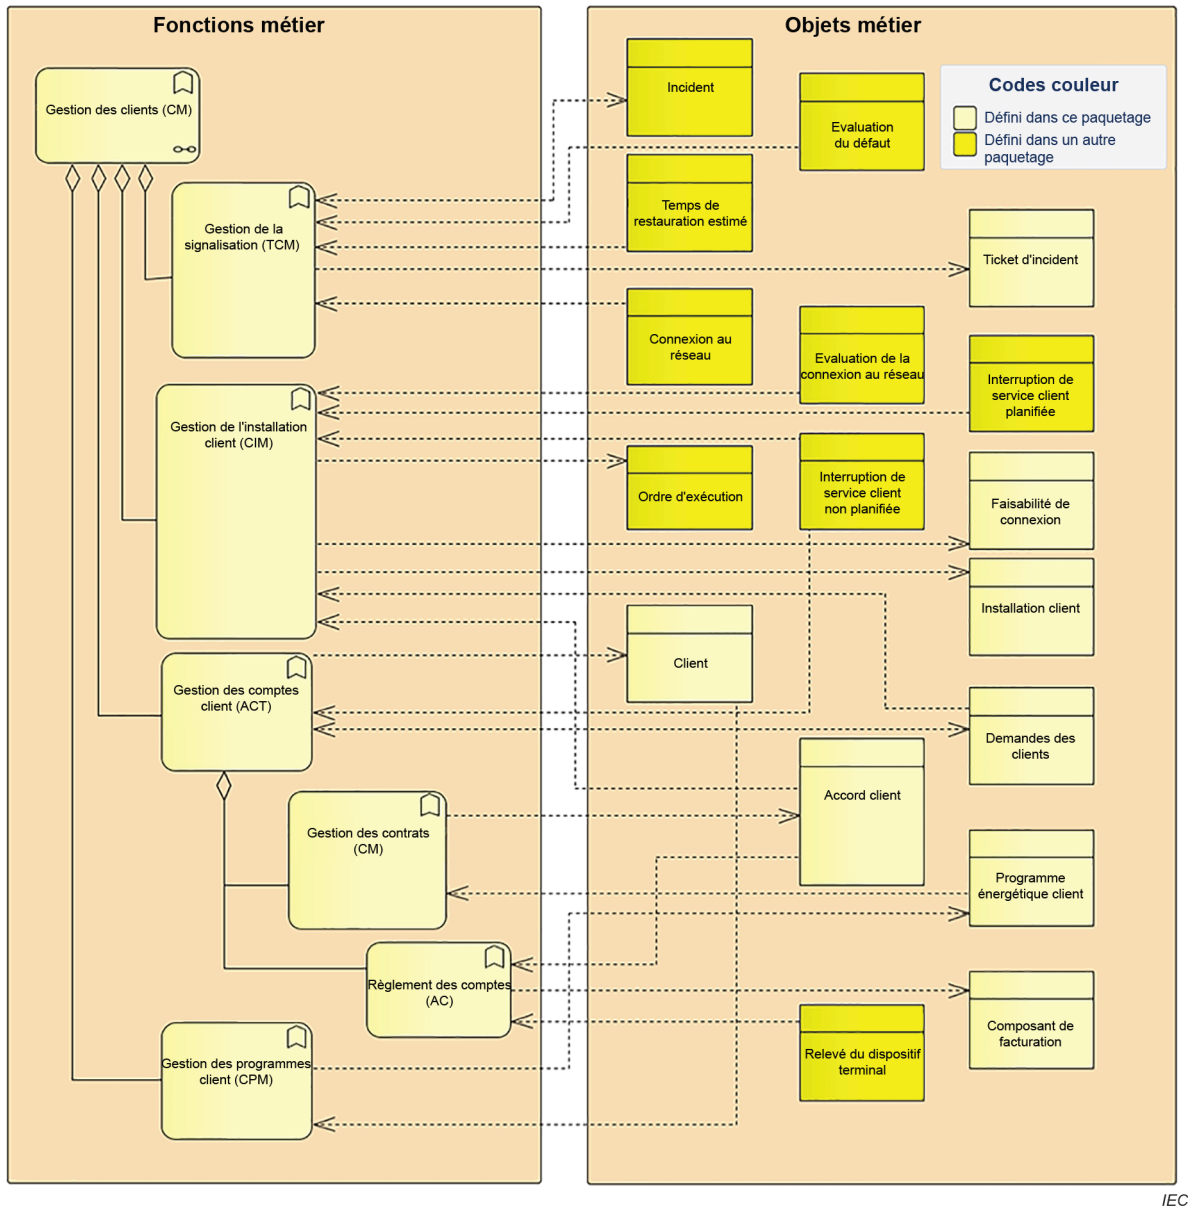 Fonctions métier
Gestion des clients (CM)
Gestion de la
signalisation (TCM)
Gestion de l'installation
client (CIM)
Gestion des comptes
client (ACT)
Gestion des contrats
(CM)
Règlement des comptes
(AC)
Gestion des programmes
client (CPM)
Objets métier
Incident
Evaluation
du défaut
Codes couleur
Défini dans ce paquetage
Défini dans un autre
paquetage
Temps de
restauration estimé
Ticket d'incident
Connexion au
réseau
Evaluation de la
connexion au réseau
Interruption de
service client
planifiée
Ordre d'exécution
Interruption de
service client
non planifiée
Faisabilité de
connexion
Installation client
Client
Demandes des
clients
Accord client
Programme
énergétique client
Composant de
facturation
Relevé du dispositif
terminal
IEC